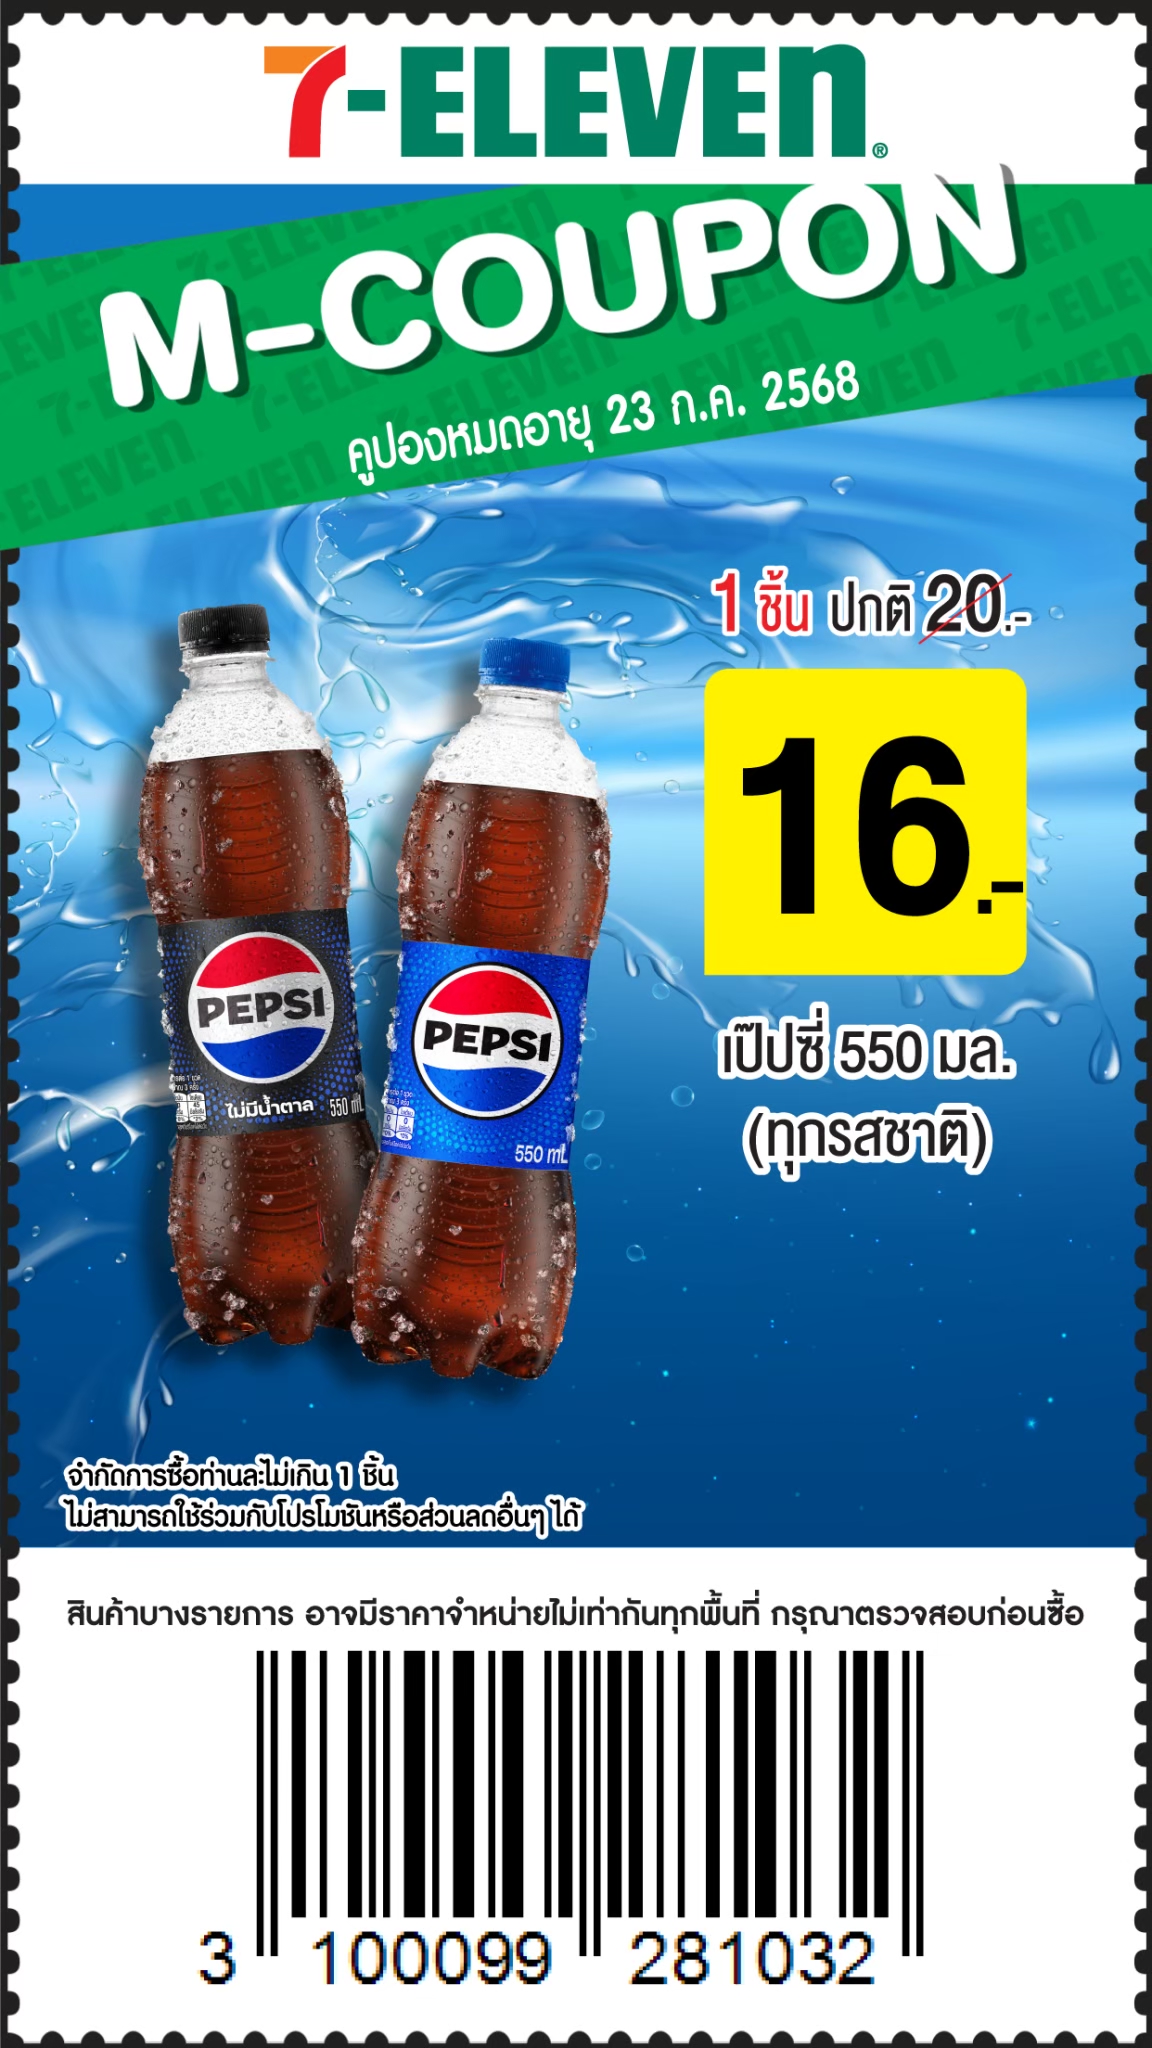 7-ELEVEn®
M-COUPON
คูปองหมดอายุ 23 ก.ค. 2568
1 ชิ้น ปกติ 20.-
16.-
เป๊ปซี่ 550 มล.
(ทุกรสชาติ)
PEPSI
ไม่มีน้ำตาล 550 mL
PEPSI
550 mL
จำกัดการซื้อท่านละไม่เกิน 1 ชิ้น
ไม่สามารถใช้ร่วมกับโปรโมชันหรือส่วนลดอื่นๆ ได้
สินค้าบางรายการ อาจมีราคาจำหน่ายไม่เท่ากันทุกพื้นที่ กรุณาตรวจสอบก่อนซื้อ
3 100099 281032